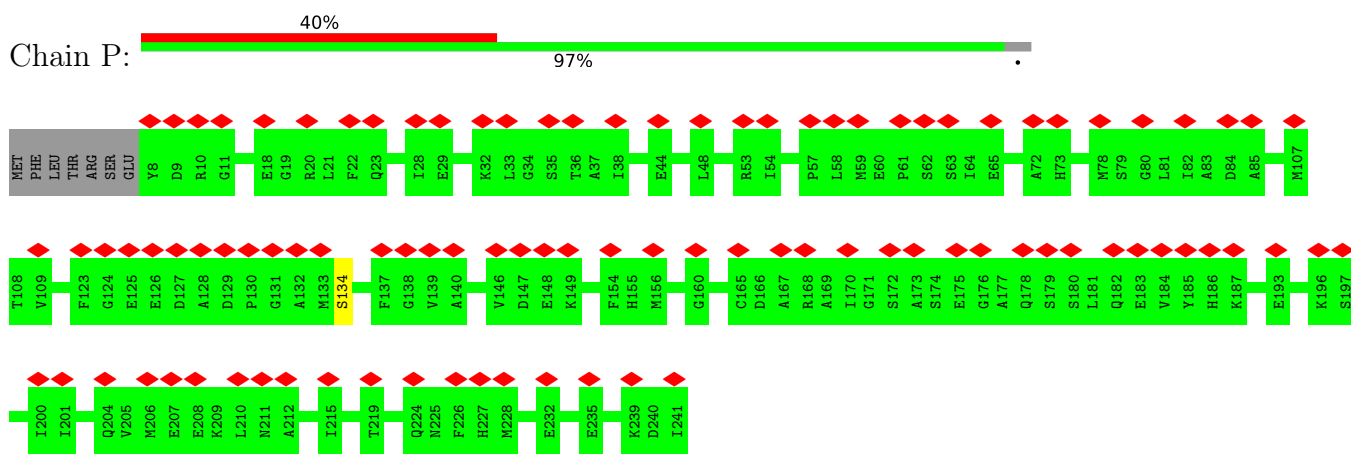 40%
Chain P:
97%
.
MET PHE LEU THR ARG SER GLU Y8 D9 R10 G11 E18 G19 R20 L21 F22 Q23 I28 E29 K32 L33 G34 S35 T36 A37 I38 E44 L48 R53 I54 P57 L58 M59 E60 P61 S62 S63 I64 E65 A72 H73 M78 S79 G80 L81 I82 A83 D84 A85 M107
T108 V109 F123 G124 E125 E126 D127 A128 D129 P130 G131 A132 M133 S134 F137 G138 V139 A140 V146 D147 E148 K149 F154 H155 M156 G160 C165 D166 A167 R168 A169 I170 G171 S172 A173 S174 E175 G176 A177 Q178 S179 S180 L181 Q182 E183 V184 Y185 H186 K187 E193 K196 S197
I200 I201 Q204 V205 M206 E207 E208 K209 L210 N211 A212 I215 T219 Q224 N225 F226 H227 M228 E232 E235 K239 D240 I241